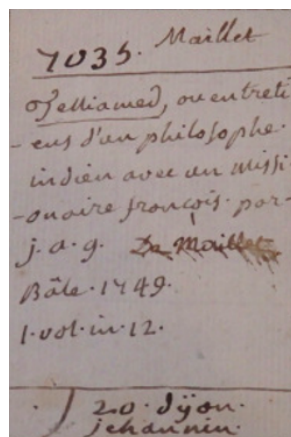 7035. Maillet
Telliamed, ou entreti
-ens d'un philosophe
indien avec un missi
-onaire françois. par-
j. a. g. De Maillet
Bâle. 1749.
1. vol. in. 12.
20. Dijon.
jehannin.